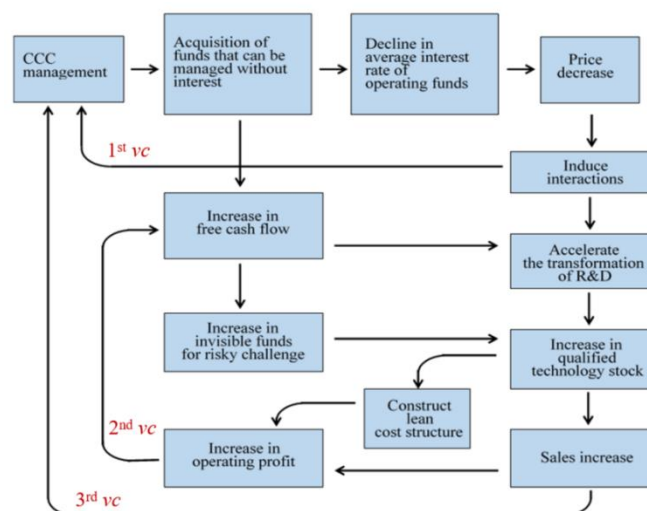 CCC
management
Acquisition of
funds that can be
managed without
interest
Decline in
average interest
rate of
operating funds
Price
decrease
1st vc
Induce
interactions
Increase in
free cash flow
Accelerate
the transformation
of R&D
Increase in
invisible funds
for risky challenge
Increase in
qualified
technology stock
2nd vc
Construct
lean
cost structure
Increase in
operating profit
Sales increase
3rd vc